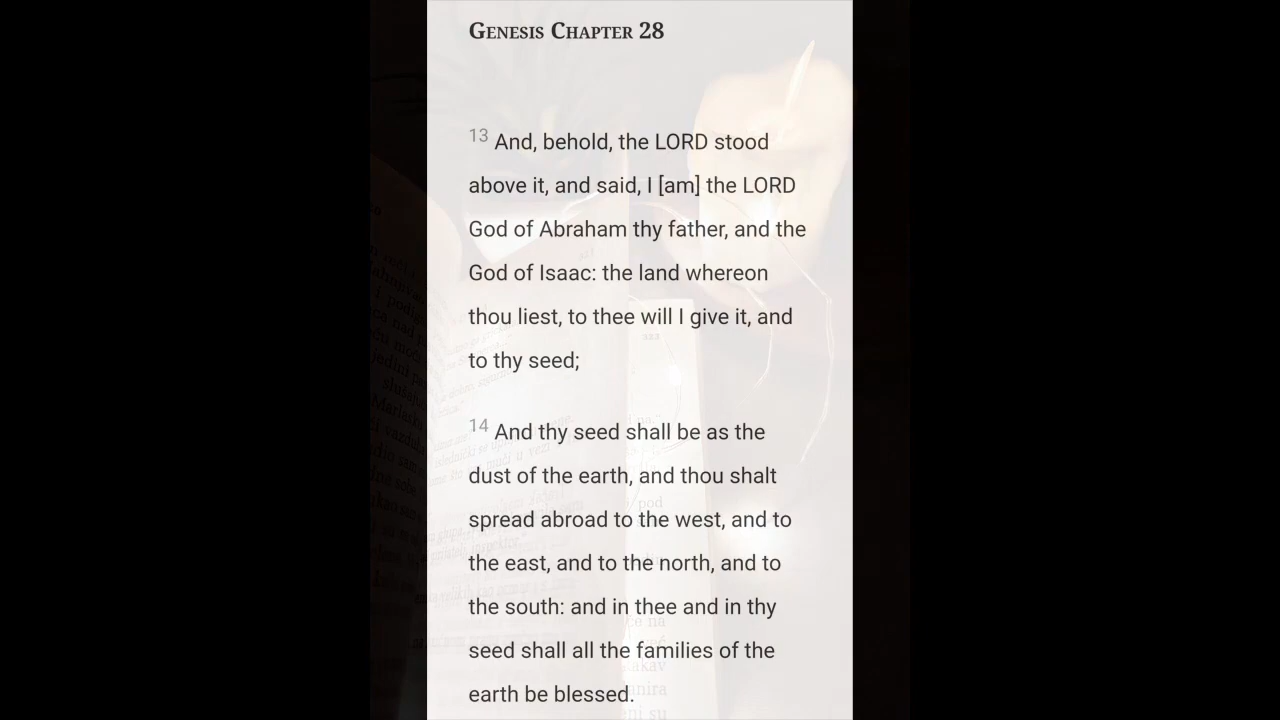 Genesis Chapter 28
13 And, behold, the LORD stood
above it, and said, I [am] the LORD
God of Abraham thy father, and the
God of Isaac: the land whereon
thou liest, to thee will I give it, and
to thy seed;
14 And thy seed shall be as the
dust of the earth, and thou shalt
spread abroad to the west, and to
the east, and to the north, and to
the south: and in thee and in thy
seed shall all the families of the
earth be blessed.